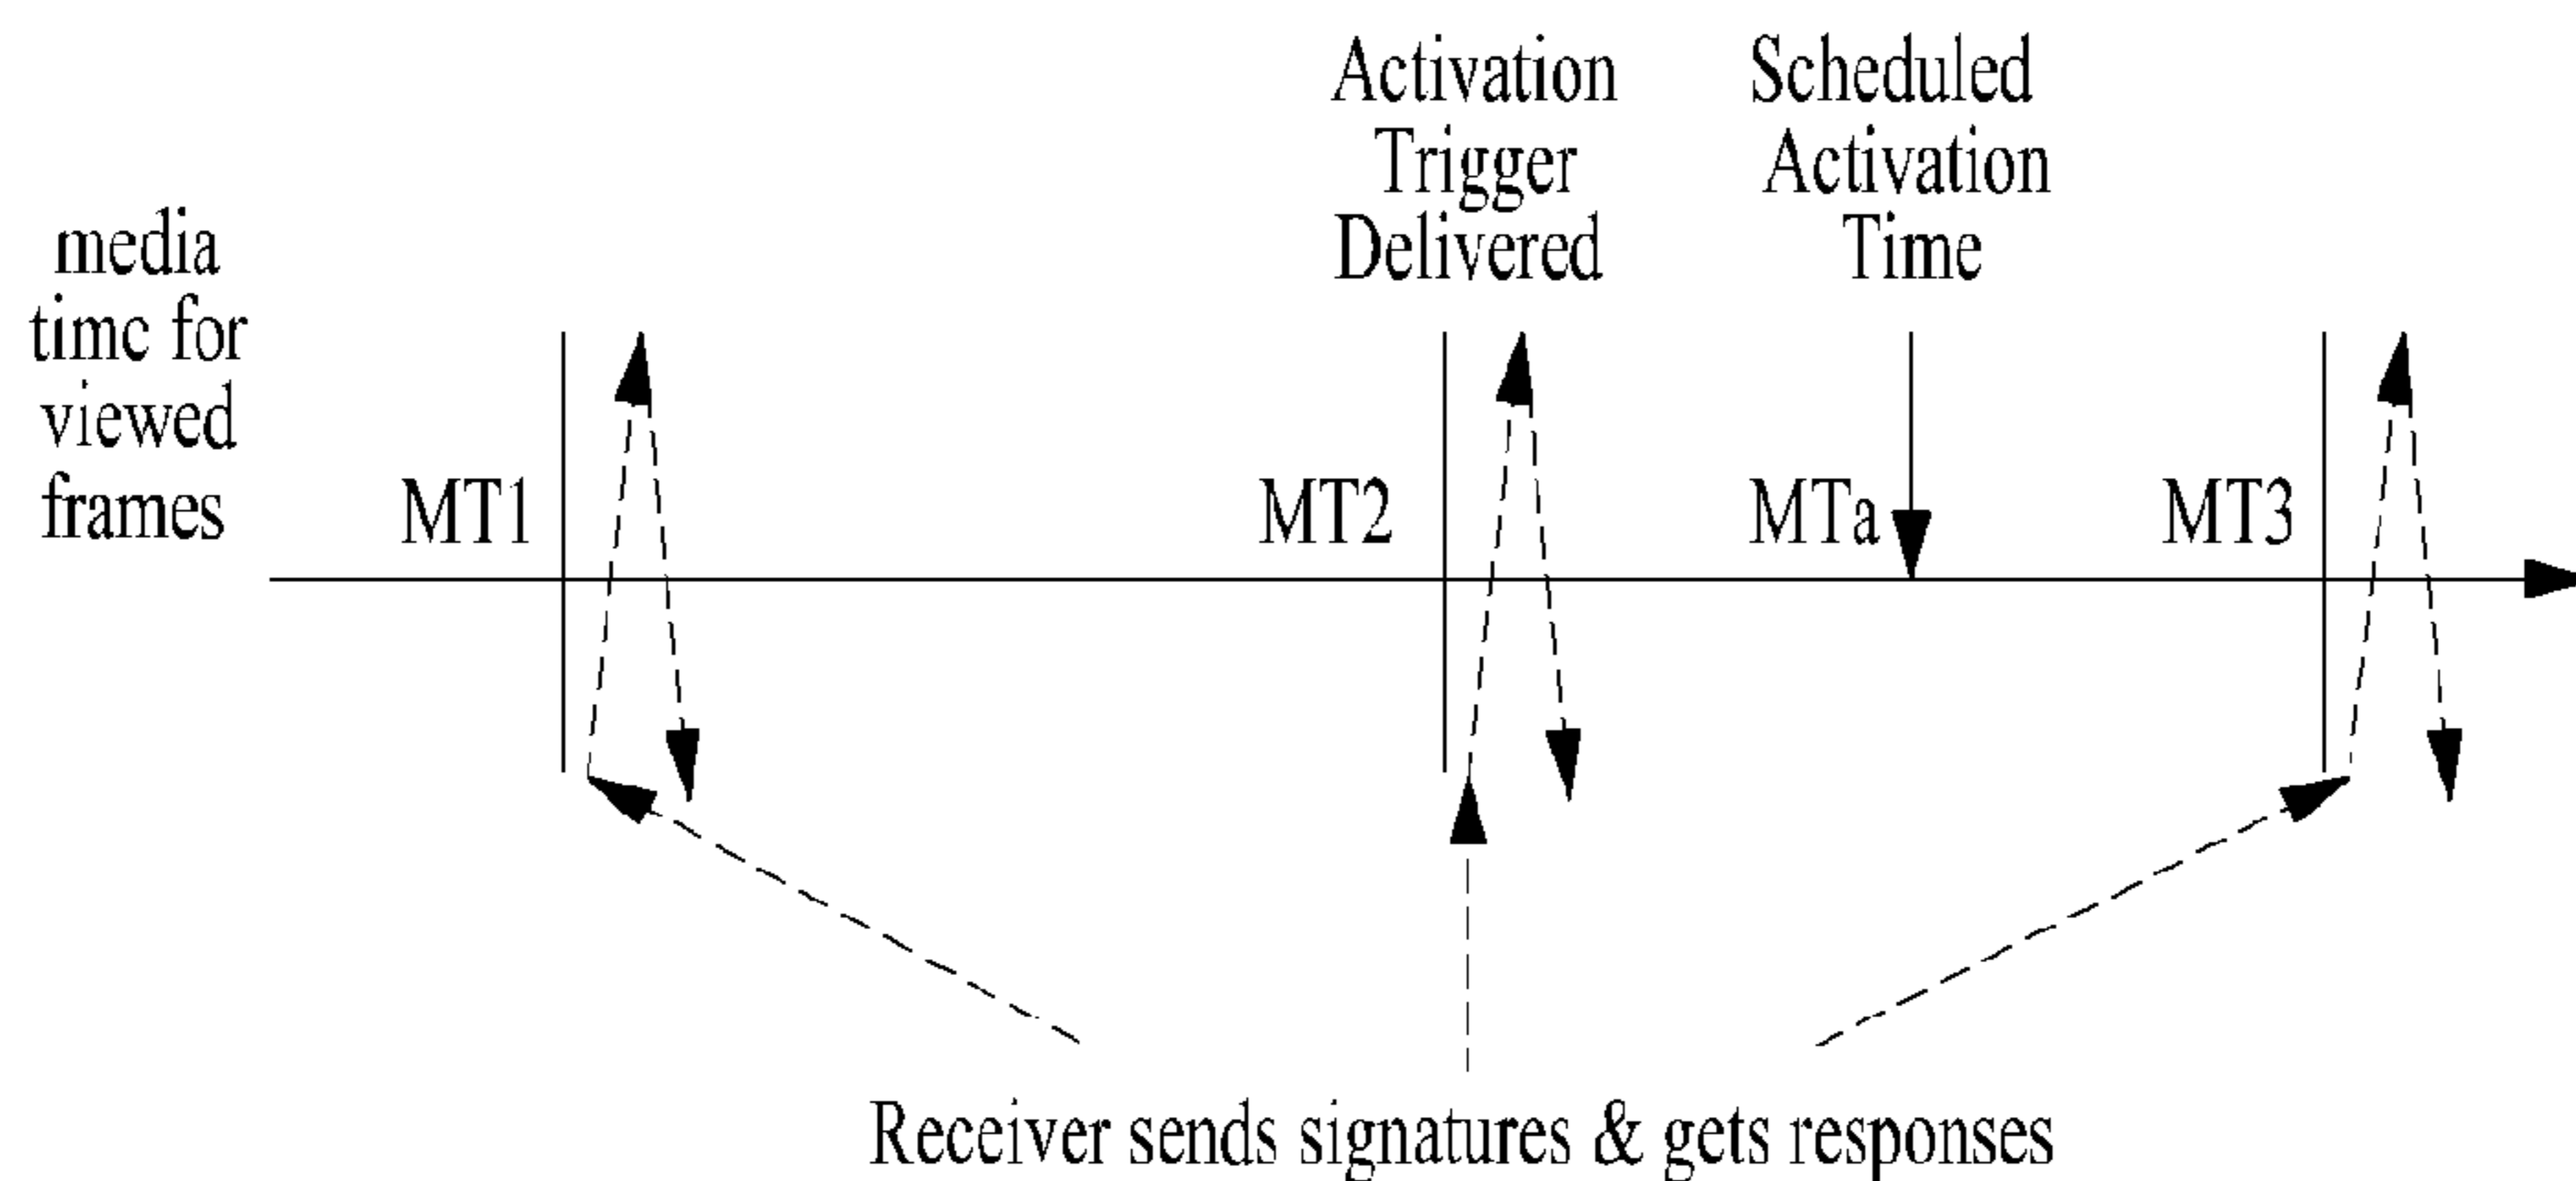 Activation
Trigger
Delivered
Scheduled
Activation
Time
media
timc for
viewed
frames
MT1
MT2
MTa
MT3
Receiver sends signatures & gets responses